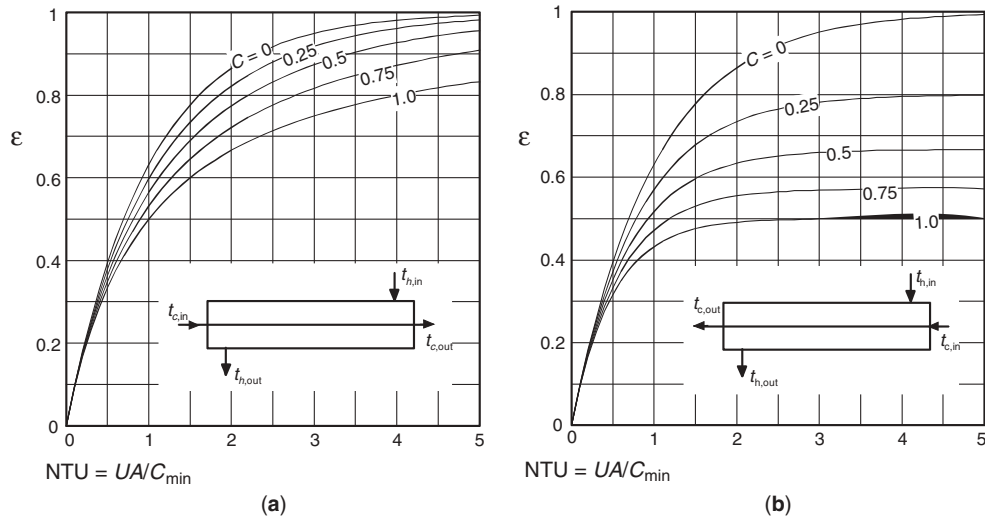 1
0.8
0.6
0.4
0.2
0
ε
C = 0
0.25
0.5
0.75
1.0
t_h,in
t_c,in
t_c,out
t_h,out
0 1 2 3 4 5
NTU = UA/C_min
(a)
1
0.8
0.6
0.4
0.2
0
ε
C = 0
0.25
0.5
0.75
1.0
t_h,in
t_c,out
t_c,in
t_h,out
0 1 2 3 4 5
NTU = UA/C_min
(b)